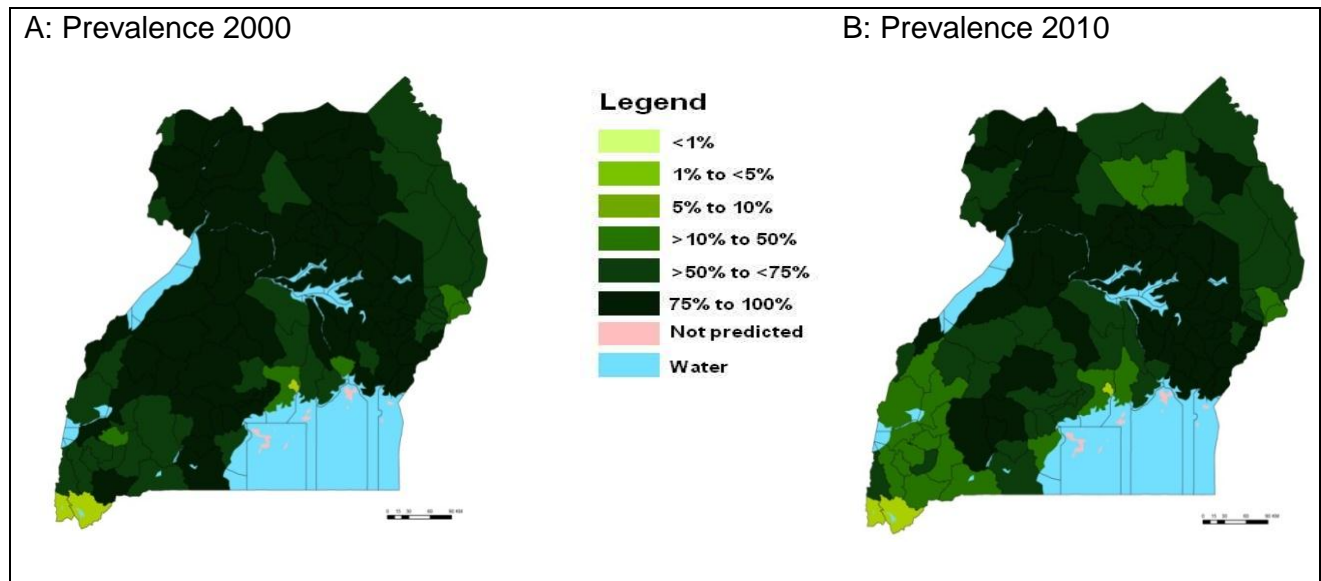 A: Prevalence 2000
B: Prevalence 2010
Legend
<1%
1% to <5%
5% to 10%
>10% to 50%
>50% to <75%
75% to 100%
Not predicted
Water